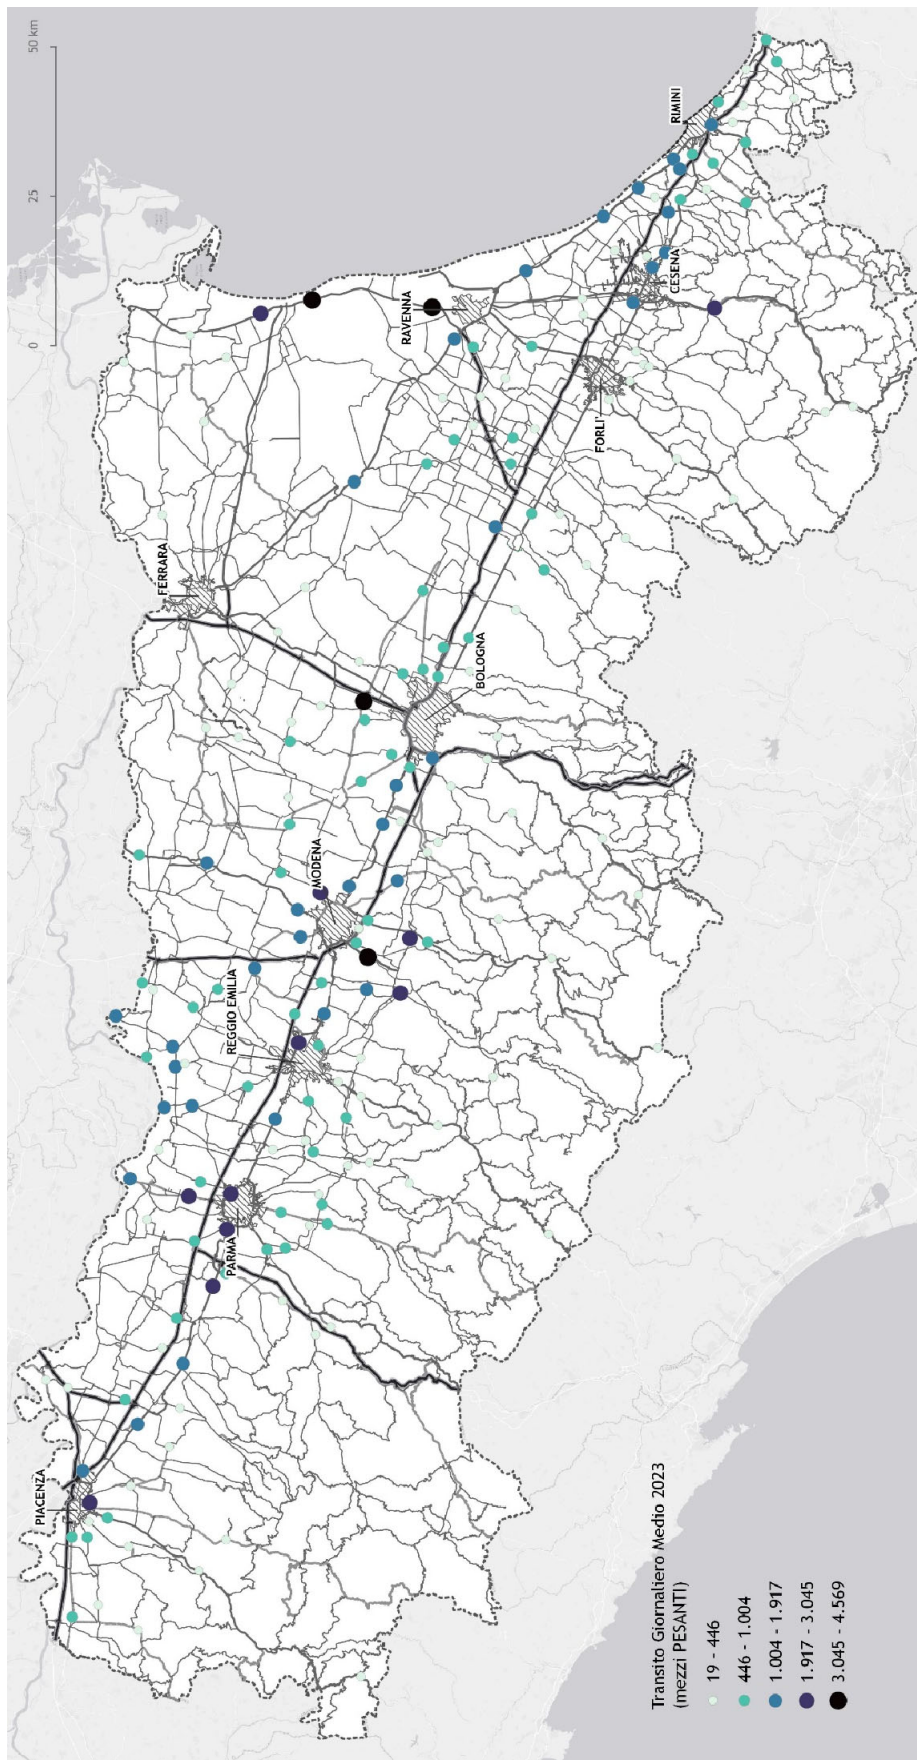 PIACENZA
PARMA
REGGIO EMILIA
MODENA
BOLOGNA
FERRARA
RAVENNA
FORLI'
CESENA
RIMINI
0
25
50 km
Transito Giornaliero Medio 2023
(mezzi PESANTI)
19 - 446
446 - 1.004
1.004 - 1.917
1.917 - 3.045
3.045 - 4.569